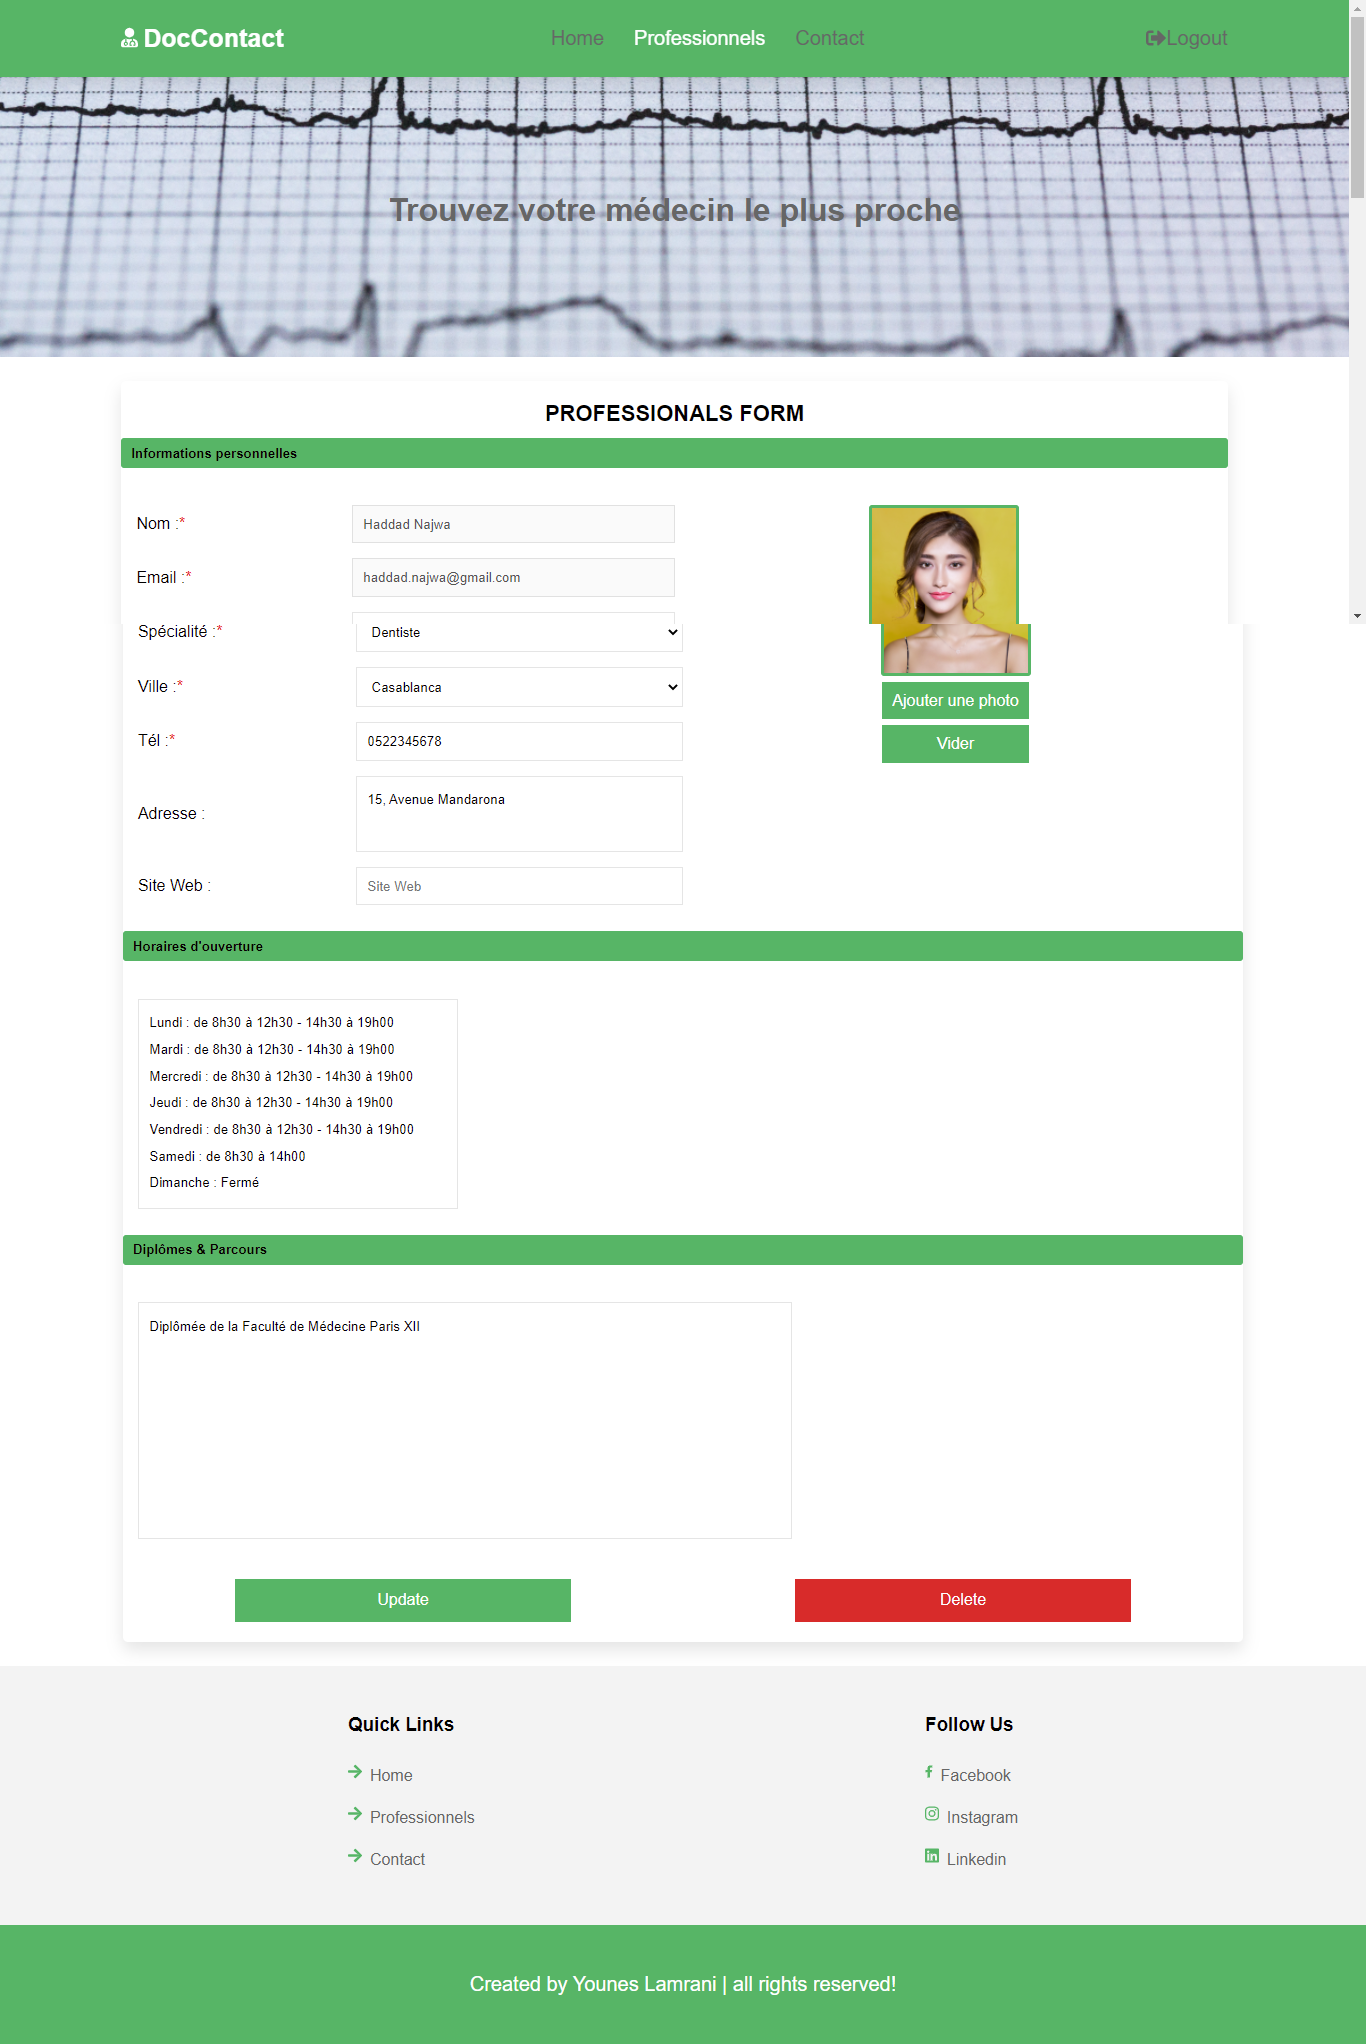 DocContact
Home Professionnels Contact
Logout
Trouvez votre médecin le plus proche
PROFESSIONALS FORM
Informations personnelles
Nom :* Haddad Najwa
Email :* haddad.najwa@gmail.com
Spécialité :* Dentiste
Ville :* Casablanca
Tél :* 0522345678
Adresse : 15, Avenue Mandarona
Site Web : Site Web
Ajouter une photo
Vider
Horaires d'ouverture
Lundi : de 8h30 à 12h30 - 14h30 à 19h00
Mardi : de 8h30 à 12h30 - 14h30 à 19h00
Mercredi : de 8h30 à 12h30 - 14h30 à 19h00
Jeudi : de 8h30 à 12h30 - 14h30 à 19h00
Vendredi : de 8h30 à 12h30 - 14h30 à 19h00
Samedi : de 8h30 à 14h00
Dimanche : Fermé
Diplômes & Parcours
Diplômée de la Faculté de Médecine Paris XII
Update Delete
Quick Links
Home
Professionnels
Contact
Follow Us
Facebook
Instagram
Linkedin
Created by Younes Lamrani | all rights reserved!